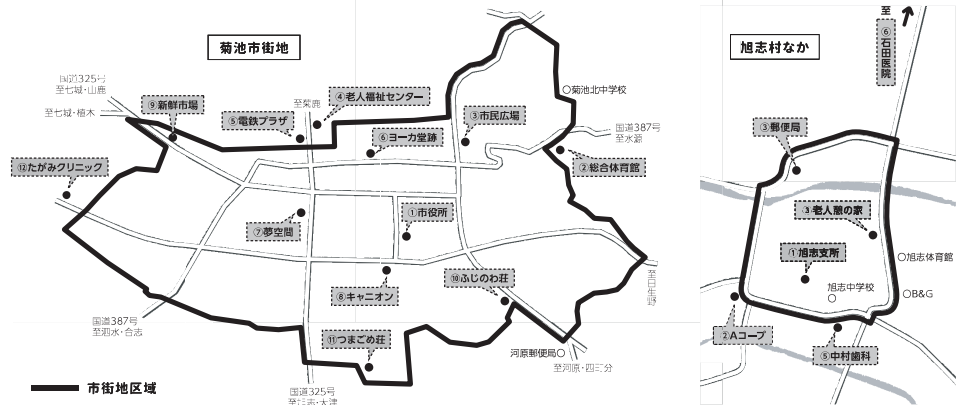 菊池市街地
国道325号
至七城・山鹿
至七城・植木
⑨新鮮市場
至菊鹿
④老人福祉センター
⑤電鉄プラザ
⑥ヨーカ堂跡
③市民広場
○菊池北中学校
国道387号
至水源
②総合体育館
⑫たがみクリニック
①市役所
⑦夢空間
⑧キャニオン
⑩ふじのわ荘
国道387号
至泗水・合志
⑪つまごめ荘
河原郵便局○
市街地区域
国道325号
旭志村なか
至
⑥石田医院
③郵便局
③老人憩の家
①旭志支所
○旭志体育館
旭志中学校
○
○B&G
②Aコープ
⑤中村歯科